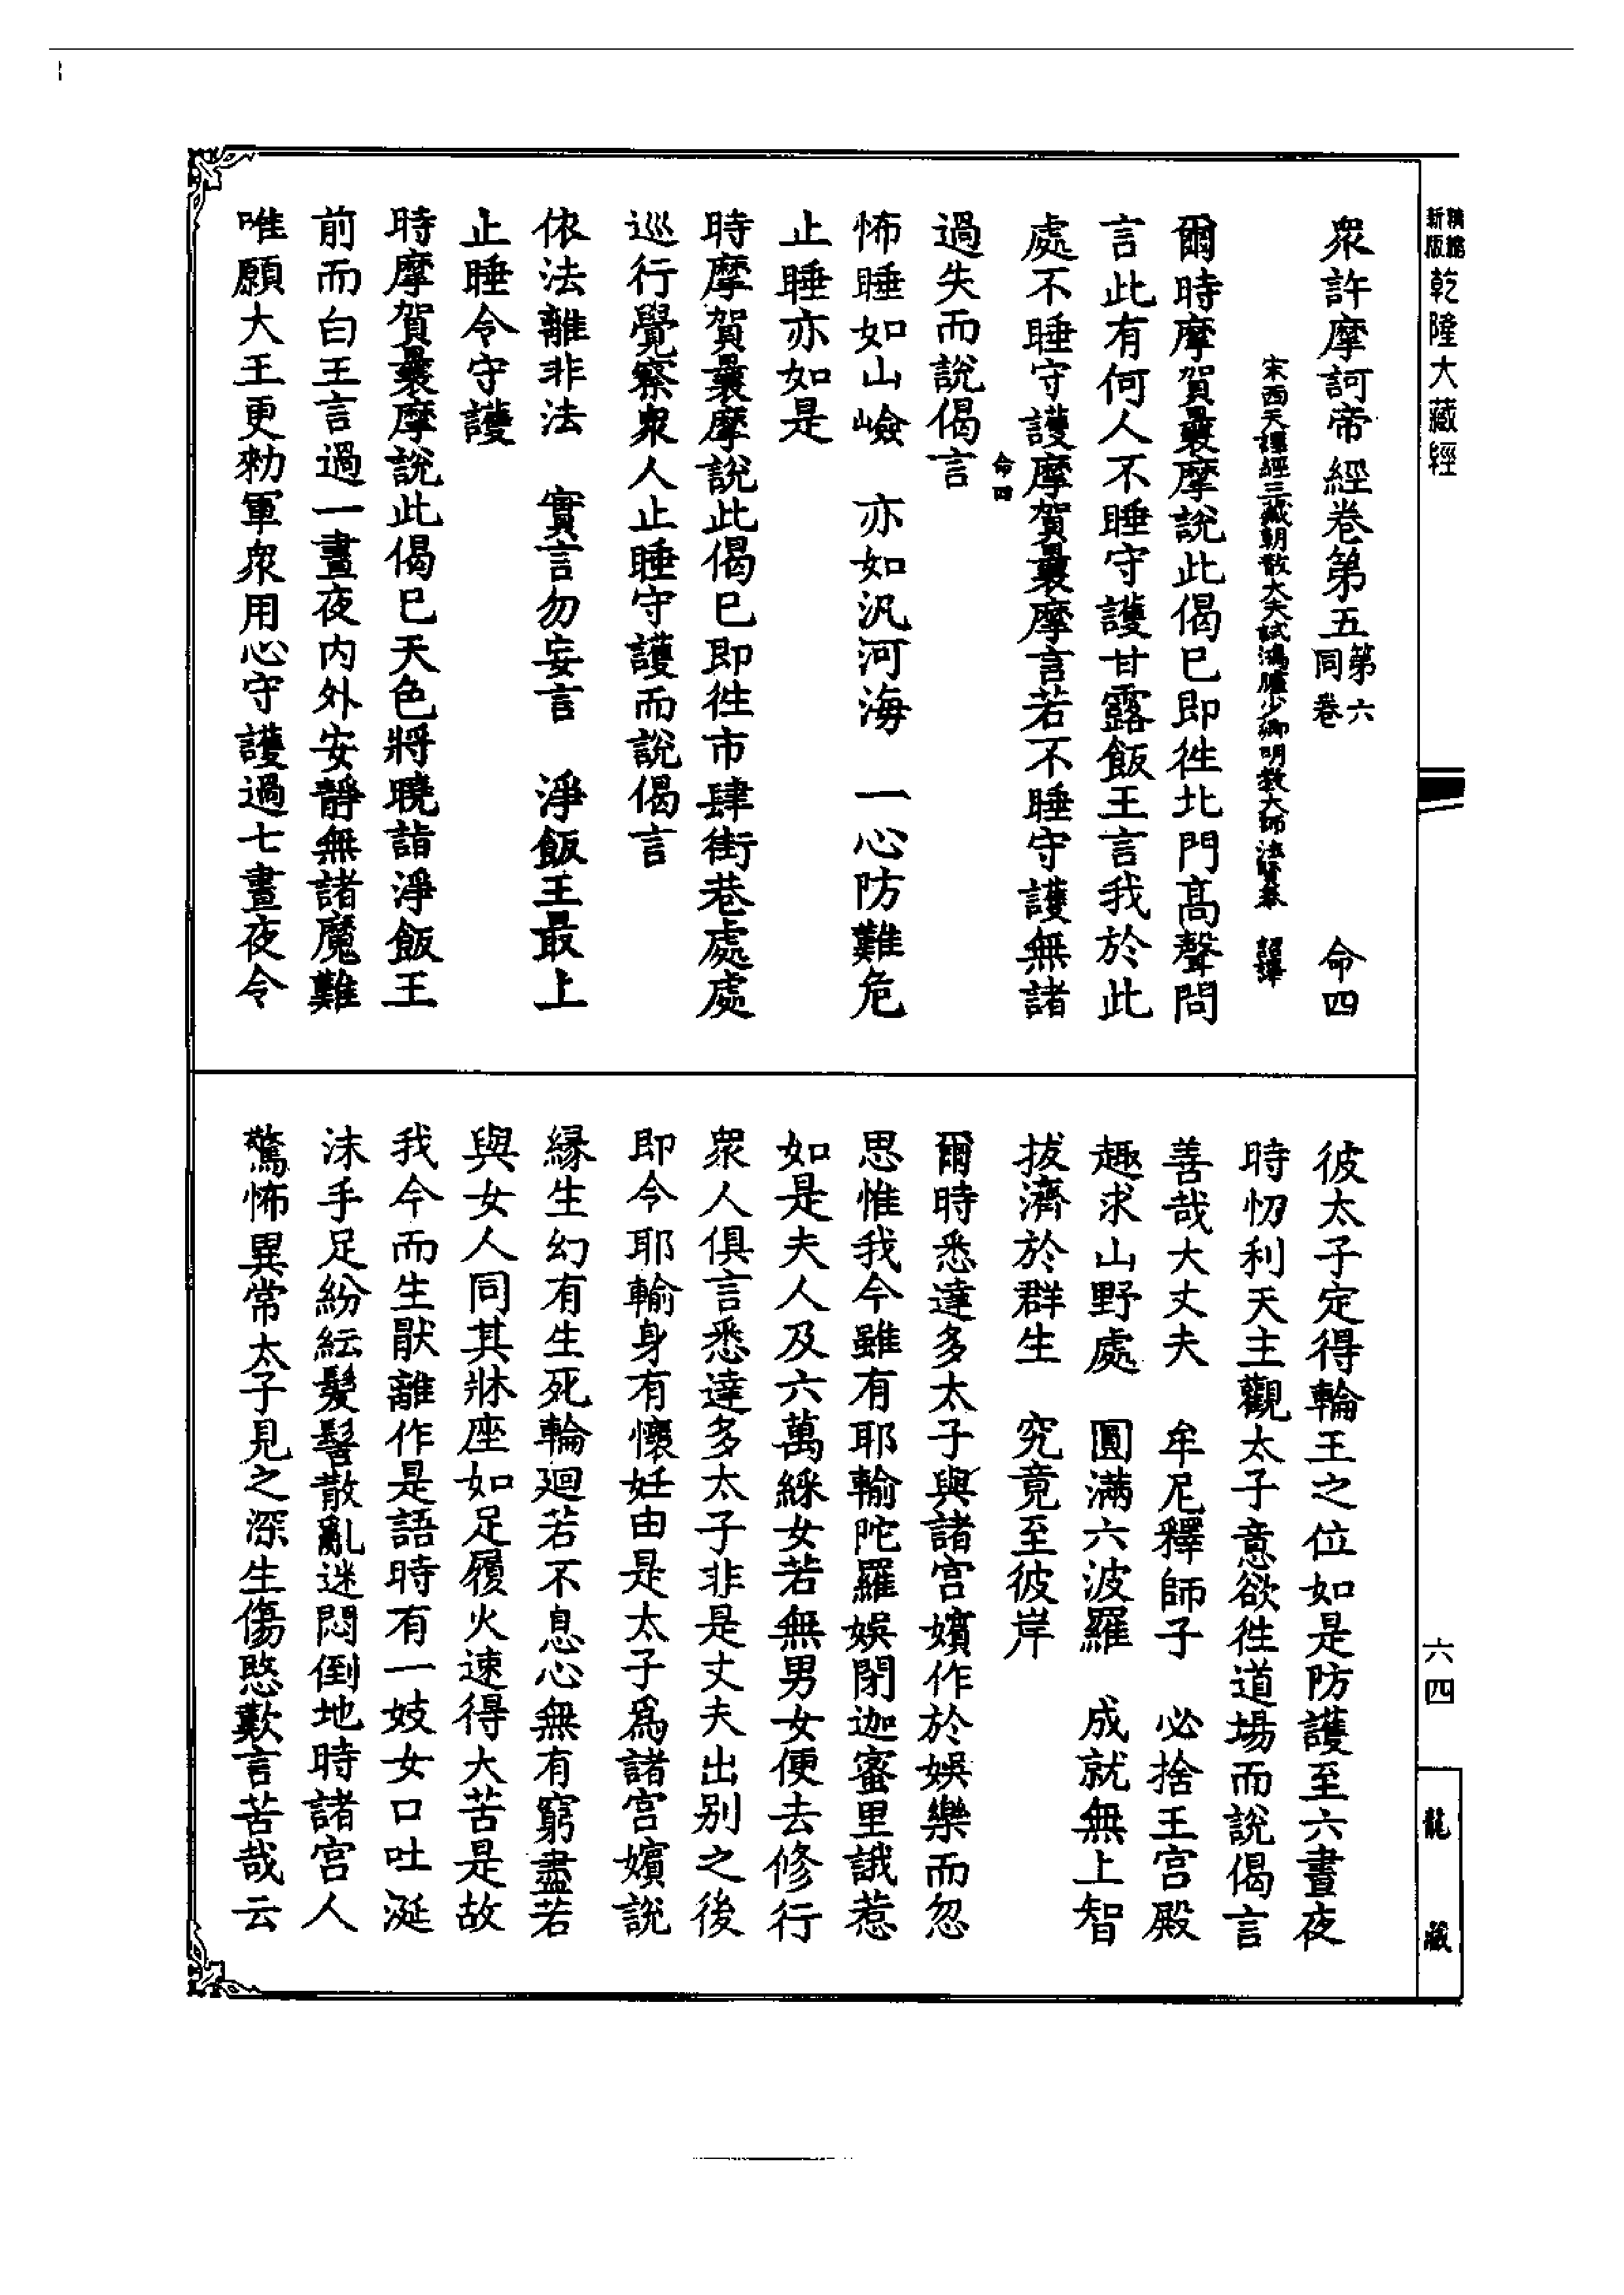 精縮新版乾隆大藏經
衆許摩訶帝經卷第五第六同卷 命四
宋西天譯經三藏朝散大夫試鴻臚少卿明教大師法賢奉 詔譯
爾時摩賀曩摩說此偈巳即徃北門髙聲問
言此有何人不睡守護甘露飯王言我於此
處不睡守護摩賀曩摩言若不睡守護無諸
命四
過失而說偈言
怖睡如山嶮 亦如汎河海 一心防難危
止睡亦如是
時摩賀曩摩說此偈巳即徃市肆街巷處處
巡行覺察衆人止睡守護而說偈言
依法離非法 實言勿妄言 淨飯王最上
止睡令守護
時摩賀曩摩說此偈巳天色將曉詣淨飯王
前而白王言過一晝夜內外安靜無諸魔難
唯願大王更勑軍衆用心守護過七晝夜令
彼太子定得輪王之位如是防護至六晝夜
時忉利天主觀太子意欲徃道場而說偈言
善哉大丈夫 牟尼釋師子 必捨王宮殿
趣求山野處 圓滿六波羅 成就無上智
拔濟於群生 究竟至彼岸
爾時悉達多太子與諸宮嬪作於娛樂而忽
思惟我今雖有耶輸陀羅娛閉迦蜜里誐惹
如是夫人及六萬綵女若無男女便去修行
衆人俱言悉達多太子非是丈夫出別之後
即今耶輸身有懷妊由是太子爲諸宮嬪說
緣生幻有生死輪廻若不息心無有窮盡若
與女人同其牀座如足履火速得大苦是故
我今而生猒離作是語時有一妓女口吐涎
沫手足紛紜髮髻散亂迷悶倒地時諸宮人
驚怖異常太子見之深生傷愍歎言苦哉云
六四
龍藏